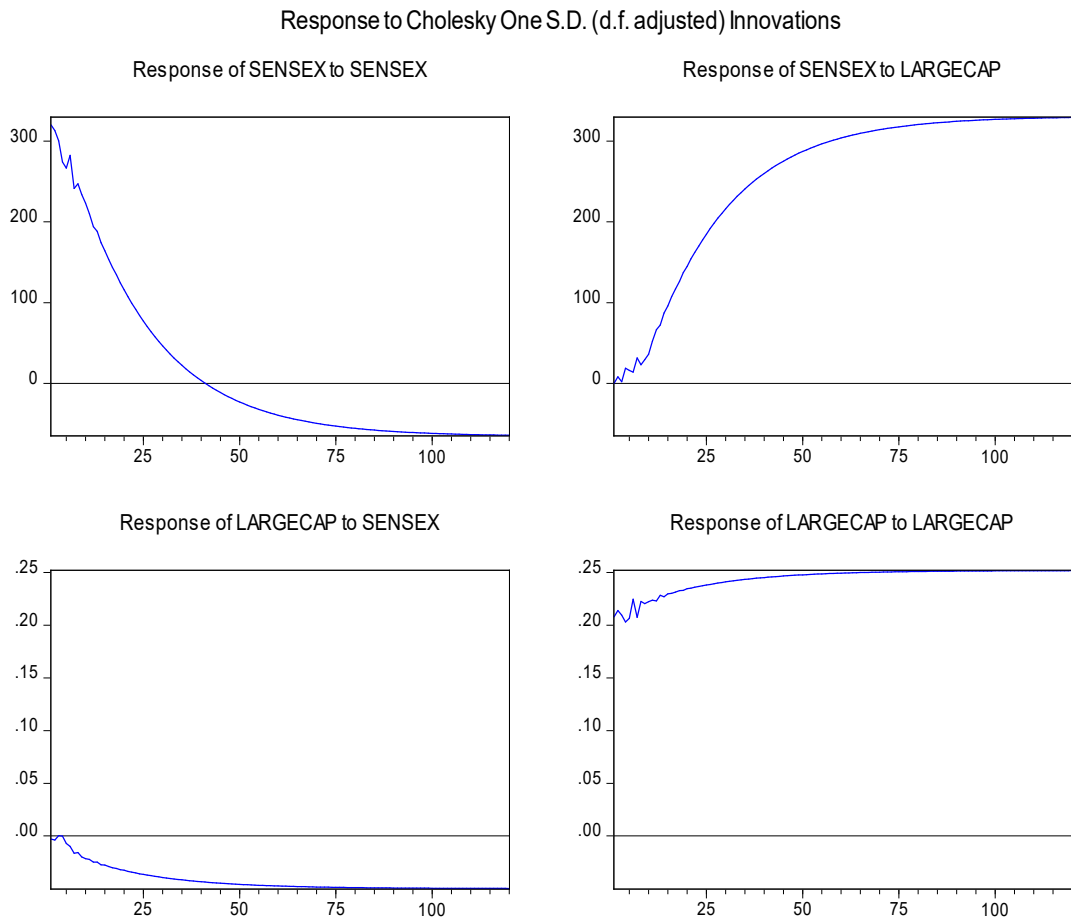 Response to Cholesky One S.D. (d.f. adjusted) Innovations
Response of SENSEX to SENSEX
300
200
100
0
25 50 75 100
Response of SENSEX to LARGECAP
300
200
100
0
25 50 75 100
Response of LARGECAP to SENSEX
.25
.20
.15
.10
.05
.00
25 50 75 100
Response of LARGECAP to LARGECAP
.25
.20
.15
.10
.05
.00
25 50 75 100